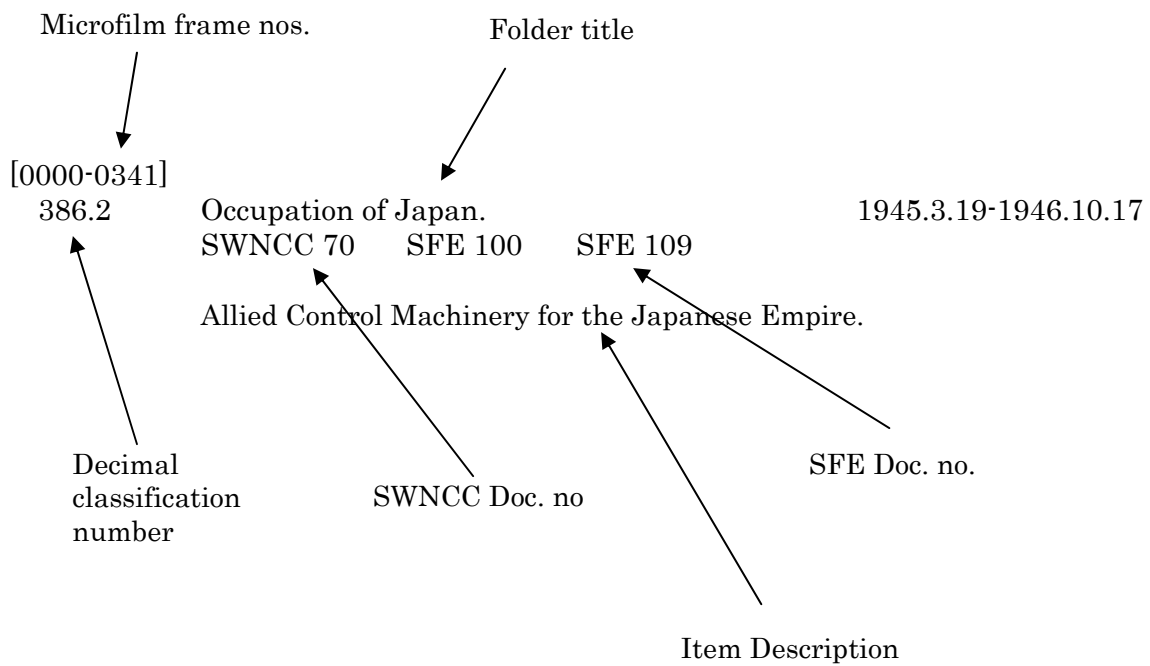 Microfilm frame nos.
Folder title
[0000-0341]
386.2 Occupation of Japan. 1945.3.19-1946.10.17
SWNCC 70 SFE 100 SFE 109
Allied Control Machinery for the Japanese Empire.
Decimal
classification
number
SWNCC Doc. no
SFE Doc. no.
Item Description